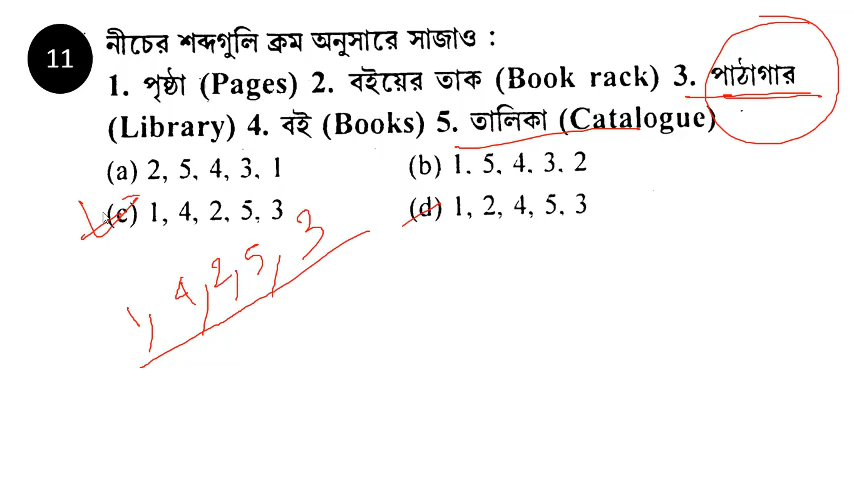 11 নীচের শব্দগুলি ক্রম অনুসারে সাজাও :
1. পৃষ্ঠা (Pages) 2. বইয়ের তাক (Book rack) 3. পাঠাগার
(Library) 4. বই (Books) 5. তালিকা (Catalogue)
(a) 2, 5. 4, 3, 1 (b) 1. 5, 4. 3. 2
(c) 1, 4, 2, 5, 3 (d) 1, 2, 4, 5. 3
1, 4, 2, 5, 3